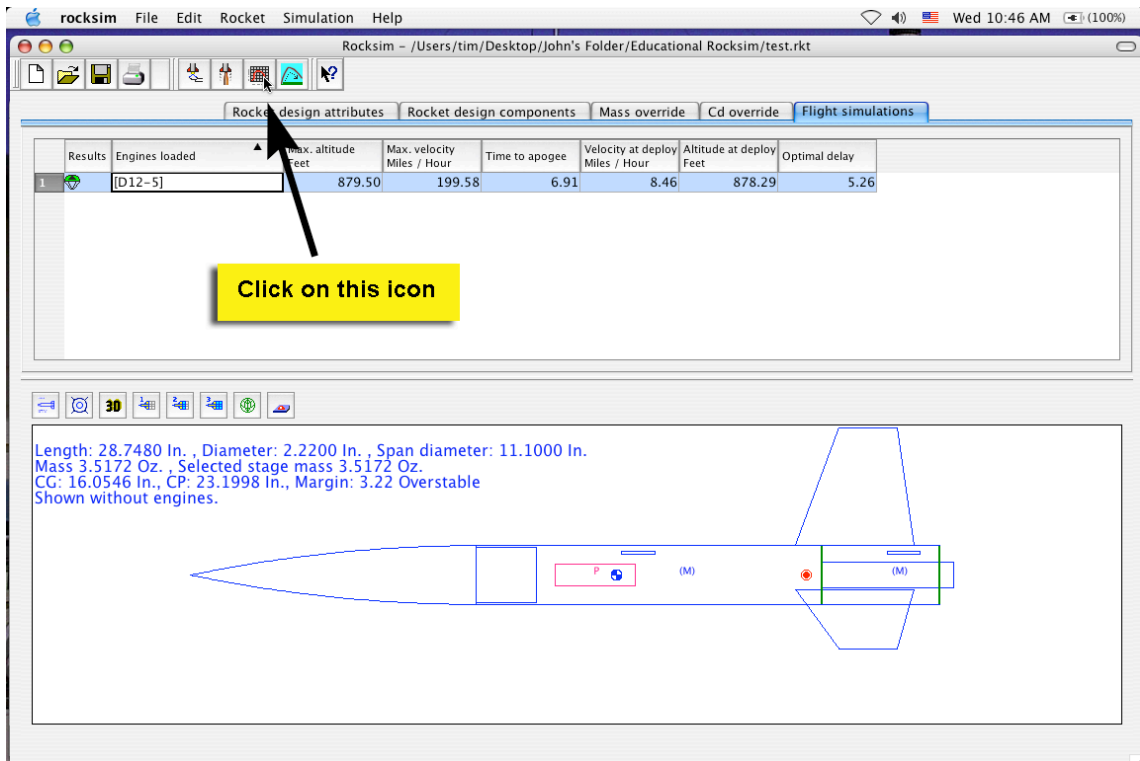 rocksim File Edit Rocket Simulation Help Wed 10:46 AM (100%)
Rocksim - /Users/tim/Desktop/John's Folder/Educational Rocksim/test.rkt
Rocket design attributes Rocket design components Mass override Cd override Flight simulations
Results Engines loaded Max. altitude Feet Max. velocity Miles / Hour Time to apogee Velocity at deploy Miles / Hour Altitude at deploy Feet Optimal delay
1 [D12-5] 879.50 199.58 6.91 8.46 878.29 5.26
Click on this icon
3D 1 2 3
Length: 28.7480 In. , Diameter: 2.2200 In. , Span diameter: 11.1000 In.
Mass 3.5172 Oz. , Selected stage mass 3.5172 Oz.
CG: 16.0546 In., CP: 23.1998 In., Margin: 3.22 Overstable
Shown without engines.
P (M) (M)